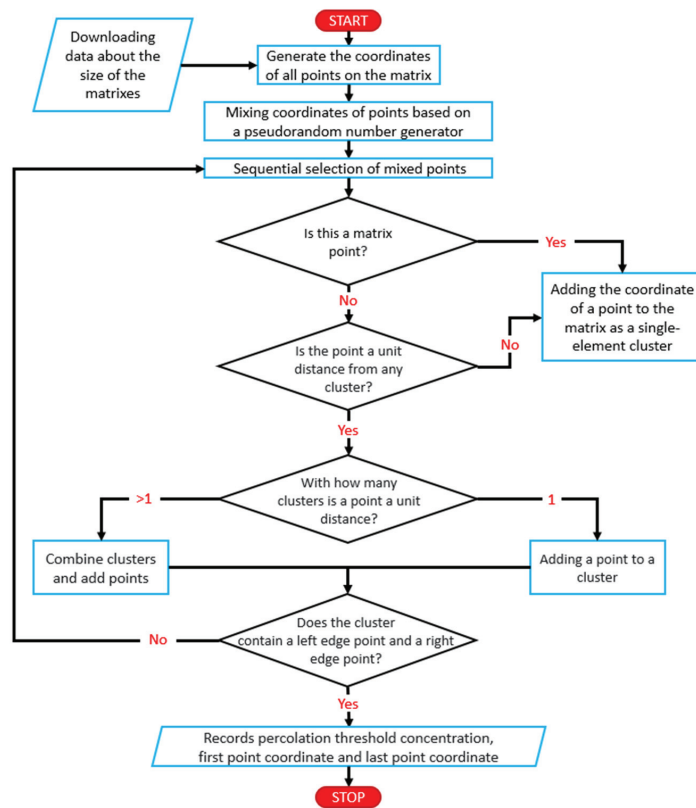 START
Downloading
data about the
size of the
matrixes
Generate the coordinates
of all points on the matrix
Mixing coordinates of points based on
a pseudorandom number generator
Sequential selection of mixed points
Is this a matrix
point?
Yes
No
Adding the coordinate
of a point to the
matrix as a single-
element cluster
Is the point a unit
distance from any
cluster?
No
Yes
With how many
clusters is a point a unit
distance?
>1
1
Combine clusters
and add points
Adding a point to a
cluster
Does the cluster
contain a left edge point and a right
edge point?
No
Yes
Records percolation threshold concentration,
first point coordinate and last point coordinate
STOP